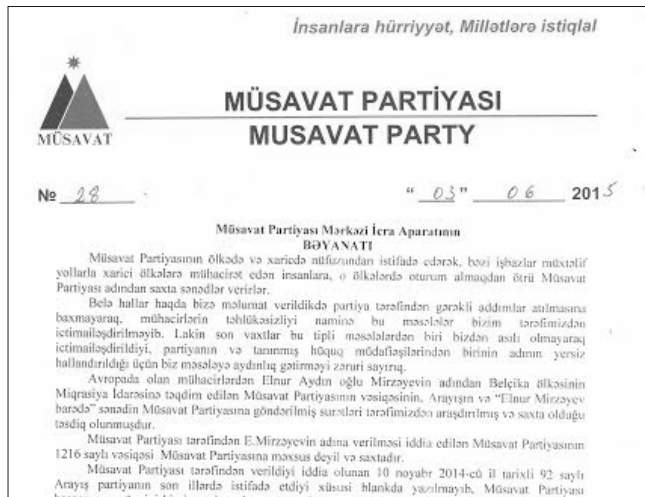 İnsanlara hürriyyət, Millətlərə istiqlal
MÜSAVAT
MÜSAVAT PARTİYASI
MUSAVAT PARTY
№ 28
“ 03 ” 06 2015
Müsavat Partiyası Mərkəzi İcra Aparatının
BƏYANATI
Müsavat Partiyasının ölkədə və xaricdə nüfuzundan istifadə edərək, bəzi işbazlar müxtəlif
yollarla xarici ölkələrə mühacirət edən insanlara, o ölkələrdə oturum almaqdan ötrü Müsavat
Partiyası adından saxta sənədlər verirlər.
Belə hallar haqda bizə məlumat verildikdə partiya tərəfindən gərəkli addımlar atılmasına
baxmayaraq, mühacirlərin təhlükəsizliyi naminə bu məsələlər bizim tərəfimizdən
ictimailəşdirilməyib. Lakin son vaxtlar bu tipli məsələlərdən biri bizdən asılı olmayaraq
ictimailəşdirildiyi, partiyanın və tanınmış hüquq müdafiəşilərindən birinin adının yersiz
hallandırıldığı üçün biz məsələyə aydınlıq gətirməyi zəruri sayırıq.
Avropada olan mühacirlərdən Elnur Aydın oğlu Mirzəyevin adından Belçika ölkəsinin
Miqrasiya İdarəsinə təqdim edilən Müsavat Partiyasının vəsiqəsinin, Arayışın və “Elnur Mirzəyev
barədə” sənədin Müsavat Partiyasına göndərilmiş surətləri tərəfimizdən araşdırılmış və saxta olduğu
təsdiq olunmuşdur.
Müsavat Partiyası tərəfindən E.Mirzəyevin adına verilməsi iddia edilən Müsavat Partiyasının
1216 saylı vəsiqəsi Müsavat Partiyasına məxsus deyil və saxtadır.
Müsavat Partiyası tərəfindən verildiyi iddia olunan 10 noyabr 2014-cü il tarixli 92 saylı
Arayış partiyanın son illərdə istifadə etdiyi xüsusi blankda yazılmayıb, Müsavat Partiyası